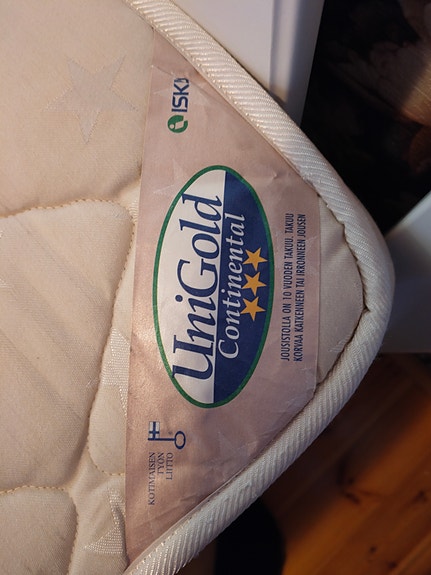 ISKU
UniGold
Continental
JOUSISTOLLA ON 10 VUODEN TAKUU. TAKUU
KORVAA KATKENNEEN TAI IRRONNEEN JOUSEN
KOTIMAISEN
TYÖN
LIITTO